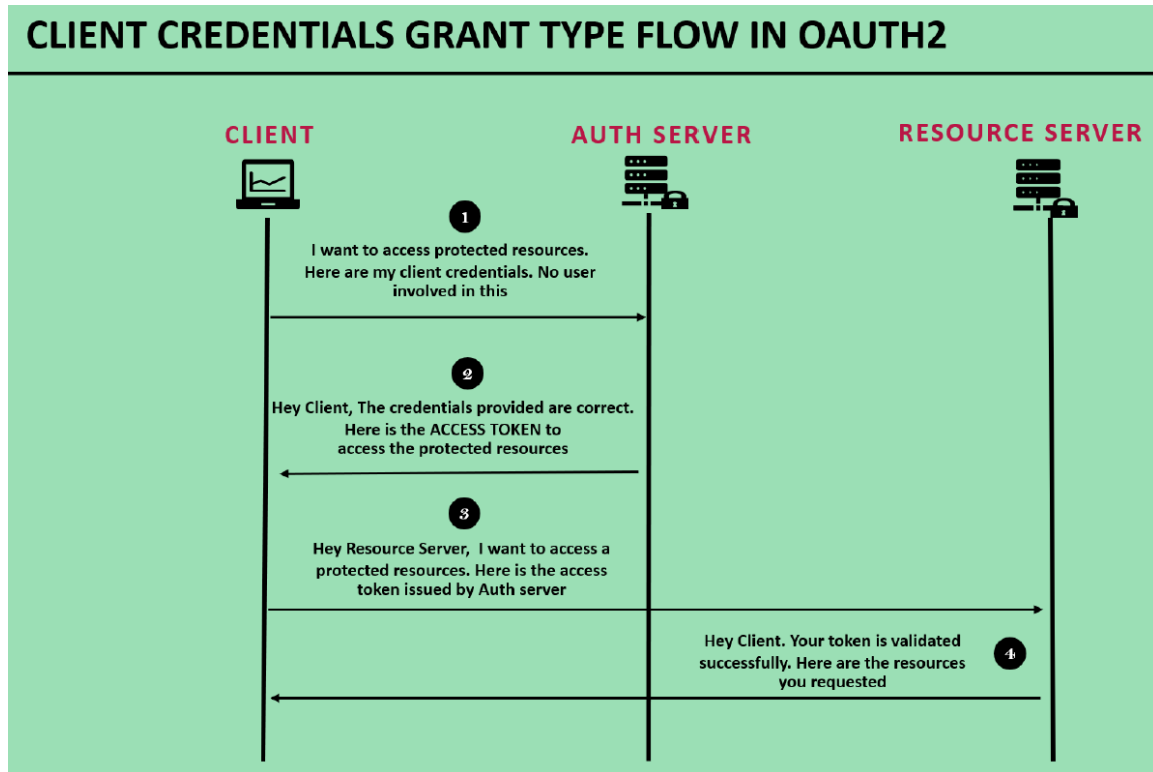 CLIENT CREDENTIALS GRANT TYPE FLOW IN OAUTH2
CLIENT
AUTH SERVER
RESOURCE SERVER
1
I want to access protected resources.
Here are my client credentials. No user
involved in this
2
Hey Client, The credentials provided are correct.
Here is the ACCESS TOKEN to
access the protected resources
3
Hey Resource Server, I want to access a
protected resources. Here is the access
token issued by Auth server
Hey Client. Your token is validated
successfully. Here are the resources
you requested
4